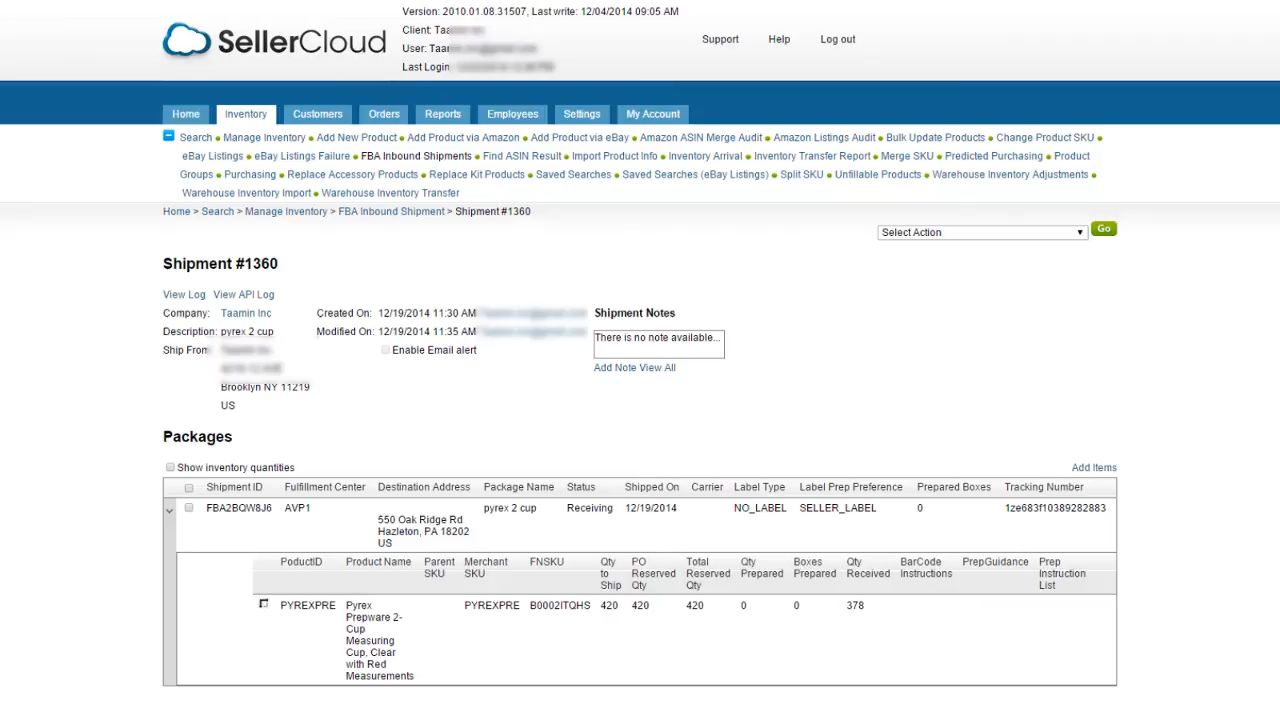 SellerCloud
Version: 2010.01.08.31507, Last write: 12/04/2014 09:05 AM
Client: Taa
User: Taa
Last Login
Support Help Log out
Home Inventory Customers Orders Reports Employees Settings My Account
Search Manage Inventory Add New Product Add Product via Amazon Add Product via eBay Amazon ASIN Merge Audit Amazon Listings Audit Bulk Update Products Change Product SKU
eBay Listings eBay Listings Failure FBA Inbound Shipments Find ASIN Result Import Product Info Inventory Arrival Inventory Transfer Report Merge SKU Predicted Purchasing Product
Groups Purchasing Replace Accessory Products Replace Kit Products Saved Searches Saved Searches (eBay Listings) Split SKU Unfillable Products Warehouse Inventory Adjustments
Warehouse Inventory Import Warehouse Inventory Transfer
Home > Search > Manage Inventory > FBA Inbound Shipment > Shipment #1360
Select Action Go
Shipment #1360
View Log View API Log
Company: Taamin Inc Created On: 12/19/2014 11:30 AM Shipment Notes
Description: pyrex 2 cup Modified On: 12/19/2014 11:35 AM There is no note available...
Ship From Enable Email alert
Add Note View All
Brooklyn NY 11219
US
Packages
Show inventory quantities Add Items
Shipment ID Fulfillment Center Destination Address Package Name Status Shipped On Carrier Label Type Label Prep Preference Prepared Boxes Tracking Number
FBA2BQW8J6 AVP1 pyrex 2 cup Receiving 12/19/2014 NO_LABEL SELLER_LABEL 0 1ze683f10389282883
550 Oak Ridge Rd
Hazleton, PA 18202
US
PoductID Product Name Parent Merchant FNSKU Qty PO Total Qty Boxes Qty BarCode PrepGuidance Prep
SKU SKU to Reserved Reserved Prepared Prepared Received Instructions Instruction
Ship Qty Qty List
PYREXPRE Pyrex PYREXPRE B0002ITQHS 420 420 420 0 0 378
Prepware 2-
Cup
Measuring
Cup, Clear
with Red
Measurements